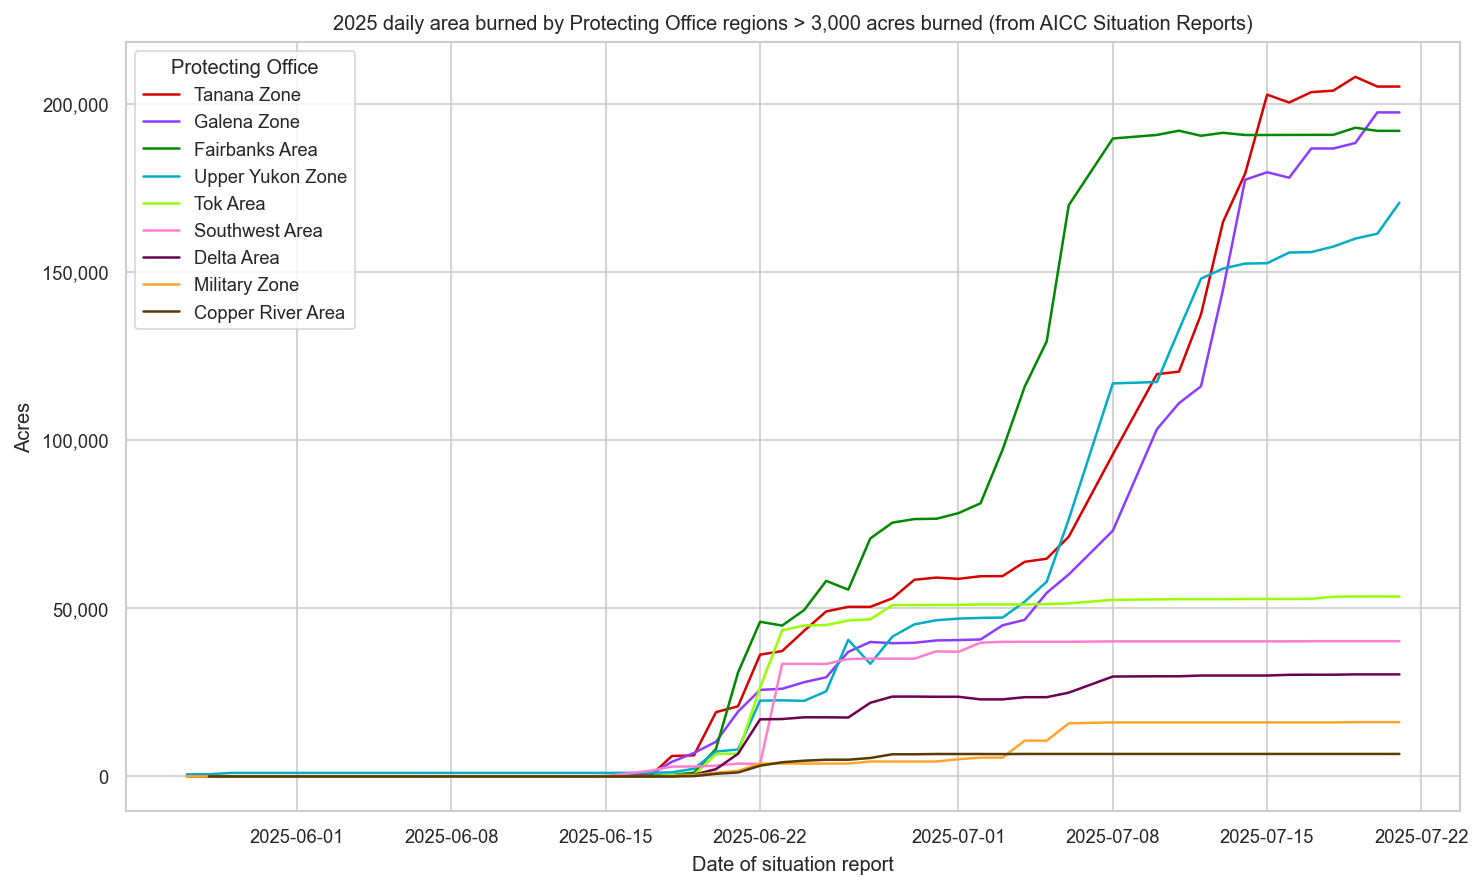 2025 daily area burned by Protecting Office regions > 3,000 acres burned (from AICC Situation Reports)
Protecting Office
Tanana Zone
Galena Zone
Fairbanks Area
Upper Yukon Zone
Tok Area
Southwest Area
Delta Area
Military Zone
Copper River Area
200,000
150,000
100,000
50,000
0
Acres
2025-06-01 2025-06-08 2025-06-15 2025-06-22 2025-07-01 2025-07-08 2025-07-15 2025-07-22
Date of situation report